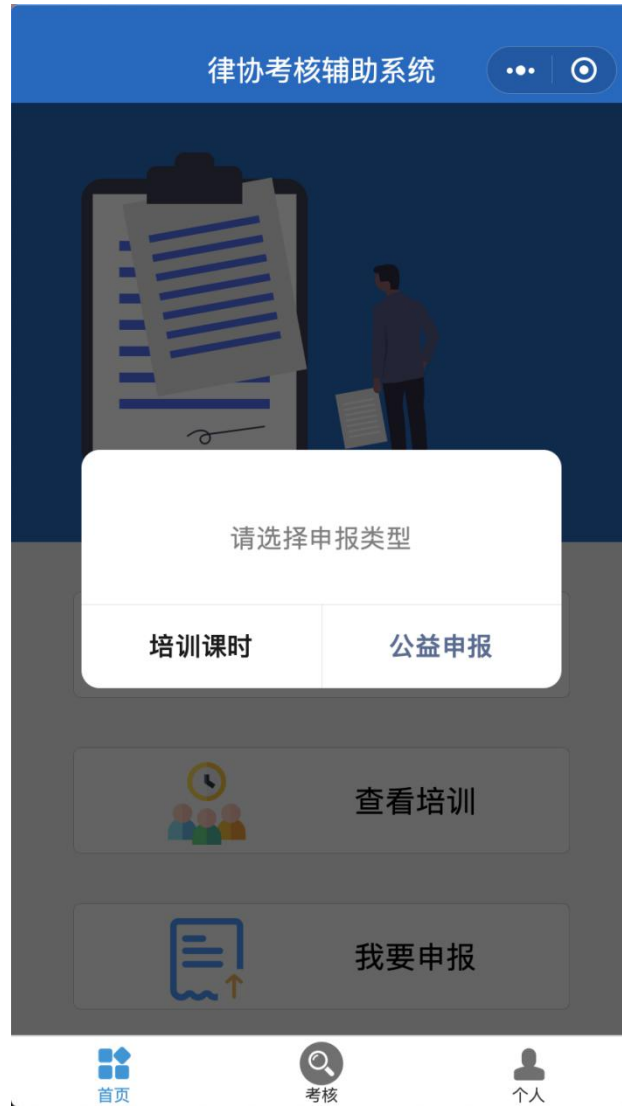 律协考核辅助系统
请选择申报类型
培训课时
公益申报
查看培训
我要申报
首页
考核
个人